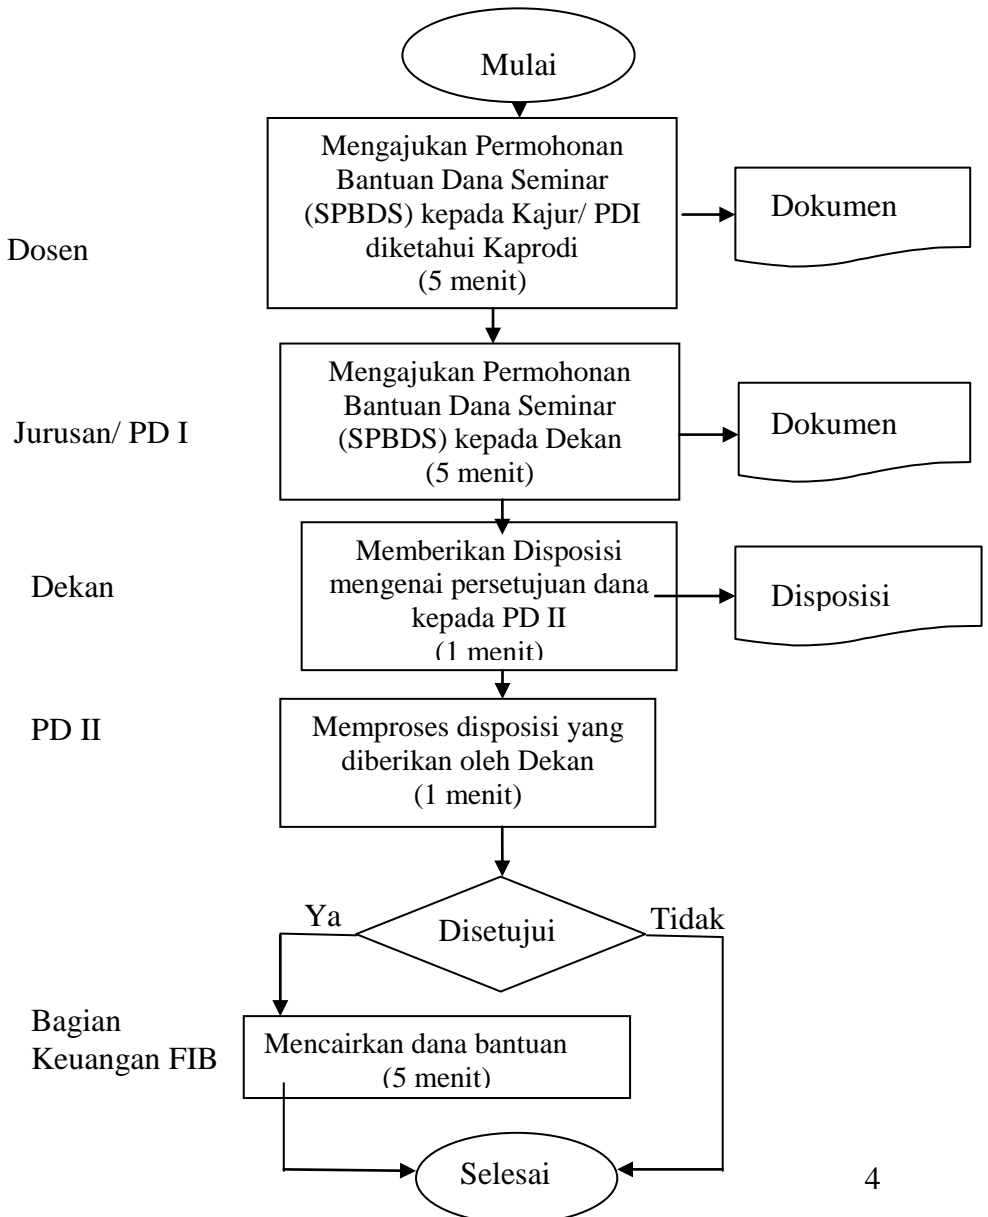 Mulai
Mengajukan Permohonan
Bantuan Dana Seminar
(SPBDS) kepada Kajur/ PDI
diketahui Kaprodi
(5 menit)
Dokumen
Dosen
Mengajukan Permohonan
Bantuan Dana Seminar
(SPBDS) kepada Dekan
(5 menit)
Dokumen
Jurusan/ PD I
Memberikan Disposisi
mengenai persetujuan dana
kepada PD II
(1 menit)
Disposisi
Dekan
PD II
Memproses disposisi yang
diberikan oleh Dekan
(1 menit)
Ya
Disetujui
Tidak
Bagian
Keuangan FIB
Mencairkan dana bantuan
(5 menit)
Selesai
4